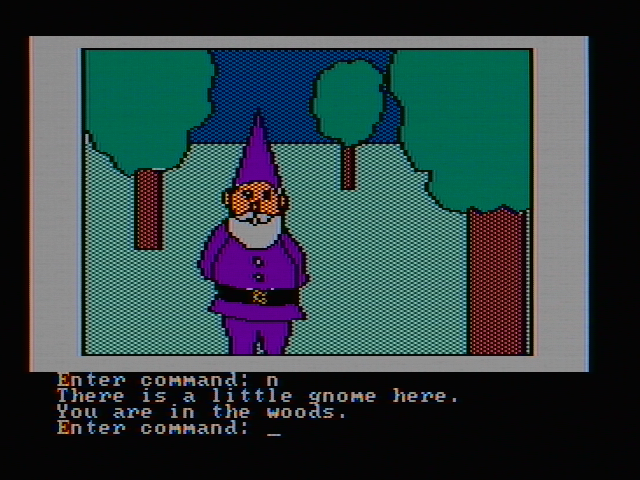 Enter command: n
There is a little gnome here.
You are in the woods.
Enter command: _